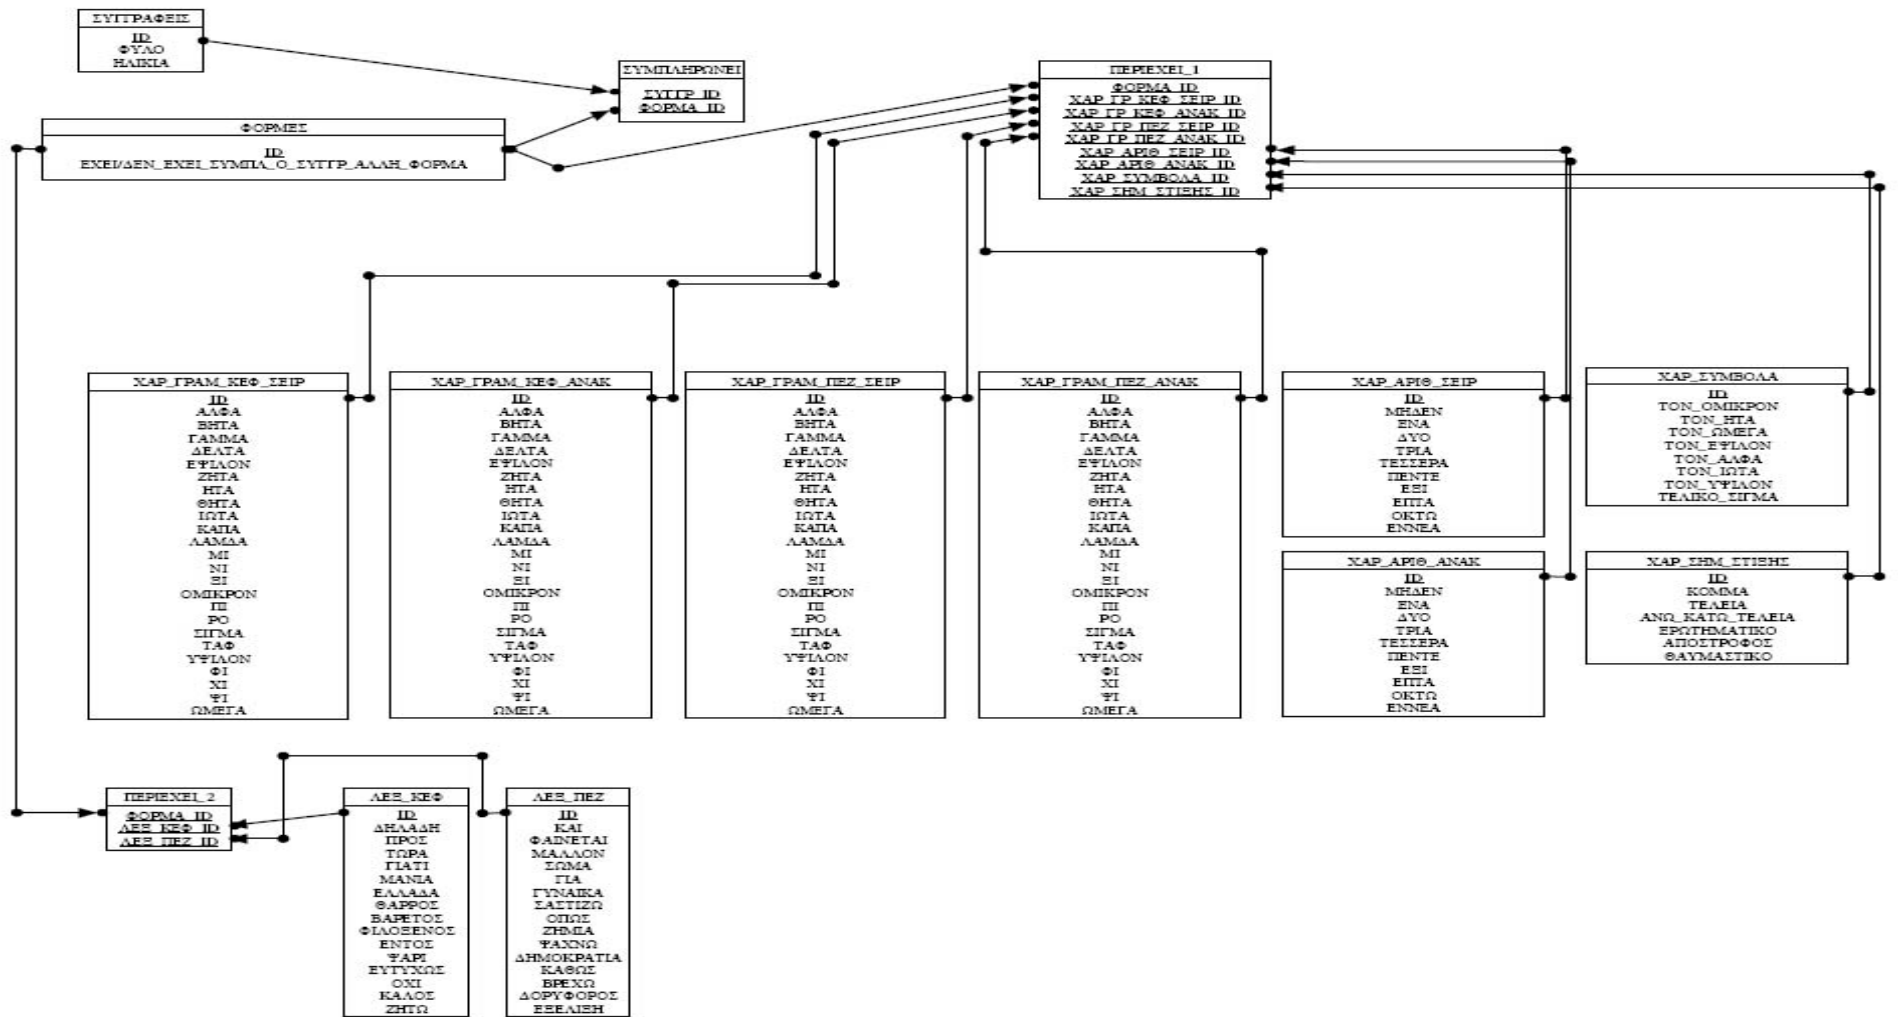 ΣΥΓΓΡΑΦΕΙΣ
ID
ΦΥΛΟ
ΗΛΙΚΙΑ
ΣΥΜΠΛΗΡΩΝΕΙ
ΣΥΓΓΡ_ID
ΦΟΡΜΑ_ID
ΠΕΡΙΕΧΕΙ_1
ΦΟΡΜΑ_ID
ΧΑΡ_ΓΡ_ΚΕΦ_ΣΕΙΡ_ID
ΧΑΡ_ΓΡ_ΚΕΦ_ΑΝΑΚ_ID
ΧΑΡ_ΓΡ_ΠΕΖ_ΣΕΙΡ_ID
ΧΑΡ_ΓΡ_ΠΕΖ_ΑΝΑΚ_ID
ΧΑΡ_ΑΡΙΘ_ΣΕΙΡ_ID
ΧΑΡ_ΑΡΙΘ_ΑΝΑΚ_ID
ΧΑΡ_ΣΥΜΒΟΛΑ_ID
ΧΑΡ_ΣΗΜ_ΣΤΙΞΗΣ_ID
ΦΟΡΜΕΣ
ID
ΕΧΕΙ/ΔΕΝ_ΕΧΕΙ_ΣΥΜΠΛ_Ο_ΣΥΓΓΡ_ΑΛΛΗ_ΦΟΡΜΑ
ΧΑΡ_ΓΡΑΜ_ΚΕΦ_ΣΕΙΡ
ID
ΑΛΦΑ
ΒΗΤΑ
ΓΑΜΜΑ
ΔΕΛΤΑ
ΕΨΙΛΟΝ
ΖΗΤΑ
ΗΤΑ
ΘΗΤΑ
ΙΩΤΑ
ΚΑΠΑ
ΛΑΜΔΑ
ΜΙ
ΝΙ
ΞΙ
ΟΜΙΚΡΟΝ
ΠΙ
ΡΟ
ΣΙΓΜΑ
ΤΑΦ
ΥΨΙΛΟΝ
ΦΙ
ΧΙ
ΨΙ
ΩΜΕΓΑ
ΧΑΡ_ΓΡΑΜ_ΚΕΦ_ΑΝΑΚ
ID
ΑΛΦΑ
ΒΗΤΑ
ΓΑΜΜΑ
ΔΕΛΤΑ
ΕΨΙΛΟΝ
ΖΗΤΑ
ΗΤΑ
ΘΗΤΑ
ΙΩΤΑ
ΚΑΠΑ
ΛΑΜΔΑ
ΜΙ
ΝΙ
ΞΙ
ΟΜΙΚΡΟΝ
ΠΙ
ΡΟ
ΣΙΓΜΑ
ΤΑΦ
ΥΨΙΛΟΝ
ΦΙ
ΧΙ
ΨΙ
ΩΜΕΓΑ
ΧΑΡ_ΓΡΑΜ_ΠΕΖ_ΣΕΙΡ
ID
ΑΛΦΑ
ΒΗΤΑ
ΓΑΜΜΑ
ΔΕΛΤΑ
ΕΨΙΛΟΝ
ΖΗΤΑ
ΗΤΑ
ΘΗΤΑ
ΙΩΤΑ
ΚΑΠΑ
ΛΑΜΔΑ
ΜΙ
ΝΙ
ΞΙ
ΟΜΙΚΡΟΝ
ΠΙ
ΡΟ
ΣΙΓΜΑ
ΤΑΦ
ΥΨΙΛΟΝ
ΦΙ
ΧΙ
ΨΙ
ΩΜΕΓΑ
ΧΑΡ_ΓΡΑΜ_ΠΕΖ_ΑΝΑΚ
ID
ΑΛΦΑ
ΒΗΤΑ
ΓΑΜΜΑ
ΔΕΛΤΑ
ΕΨΙΛΟΝ
ΖΗΤΑ
ΗΤΑ
ΘΗΤΑ
ΙΩΤΑ
ΚΑΠΑ
ΛΑΜΔΑ
ΜΙ
ΝΙ
ΞΙ
ΟΜΙΚΡΟΝ
ΠΙ
ΡΟ
ΣΙΓΜΑ
ΤΑΦ
ΥΨΙΛΟΝ
ΦΙ
ΧΙ
ΨΙ
ΩΜΕΓΑ
ΧΑΡ_ΑΡΙΘ_ΣΕΙΡ
ID
ΜΗΔΕΝ
ΕΝΑ
ΔΥΟ
ΤΡΙΑ
ΤΕΣΣΕΡΑ
ΠΕΝΤΕ
ΕΞΙ
ΕΠΤΑ
ΟΚΤΩ
ΕΝΝΕΑ
ΧΑΡ_ΣΥΜΒΟΛΑ
ID
ΤΟΝ_ΟΜΙΚΡΟΝ
ΤΟΝ_ΗΤΑ
ΤΟΝ_ΩΜΕΓΑ
ΤΟΝ_ΕΨΙΛΟΝ
ΤΟΝ_ΑΛΦΑ
ΤΟΝ_ΙΩΤΑ
ΤΟΝ_ΥΨΙΛΟΝ
ΤΕΛΙΚΟ_ΣΙΓΜΑ
ΧΑΡ_ΑΡΙΘ_ΑΝΑΚ
ID
ΜΗΔΕΝ
ΕΝΑ
ΔΥΟ
ΤΡΙΑ
ΤΕΣΣΕΡΑ
ΠΕΝΤΕ
ΕΞΙ
ΕΠΤΑ
ΟΚΤΩ
ΕΝΝΕΑ
ΧΑΡ_ΣΗΜ_ΣΤΙΞΗΣ
ID
ΚΟΜΜΑ
ΤΕΛΕΙΑ
ΑΝΩ_ΚΑΤΩ_ΤΕΛΕΙΑ
ΕΡΩΤΗΜΑΤΙΚΟ
ΑΠΟΣΤΡΟΦΟΣ
ΘΑΥΜΑΣΤΙΚΟ
ΠΕΡΙΕΧΕΙ_2
ΦΟΡΜΑ_ID
ΛΕΞ_ΚΕΦ_ID
ΛΕΞ_ΠΕΖ_ID
ΛΕΞ_ΚΕΦ
ID
ΔΗΛΑΔΗ
ΠΡΟΣ
ΤΩΡΑ
ΓΙΑΤΙ
ΜΑΝΙΑ
ΕΛΛΑΔΑ
ΘΑΡΡΟΣ
ΒΑΡΕΤΟΣ
ΦΙΛΟΞΕΝΟΣ
ΕΝΤΟΣ
ΨΑΡΙ
ΕΥΤΥΧΩΣ
ΟΧΙ
ΚΑΛΟΣ
ΖΗΤΩ
ΛΕΞ_ΠΕΖ
ID
ΚΑΙ
ΦΑΙΝΕΤΑΙ
ΜΑΛΛΟΝ
ΣΩΜΑ
ΓΙΑ
ΓΥΝΑΙΚΑ
ΣΑΣΤΙΖΩ
ΟΠΩΣ
ΖΗΜΙΑ
ΨΑΧΝΩ
ΔΗΜΟΚΡΑΤΙΑ
ΚΑΘΩΣ
ΒΡΕΧΩ
ΔΟΡΥΦΟΡΟΣ
ΕΞΕΛΙΞΗ